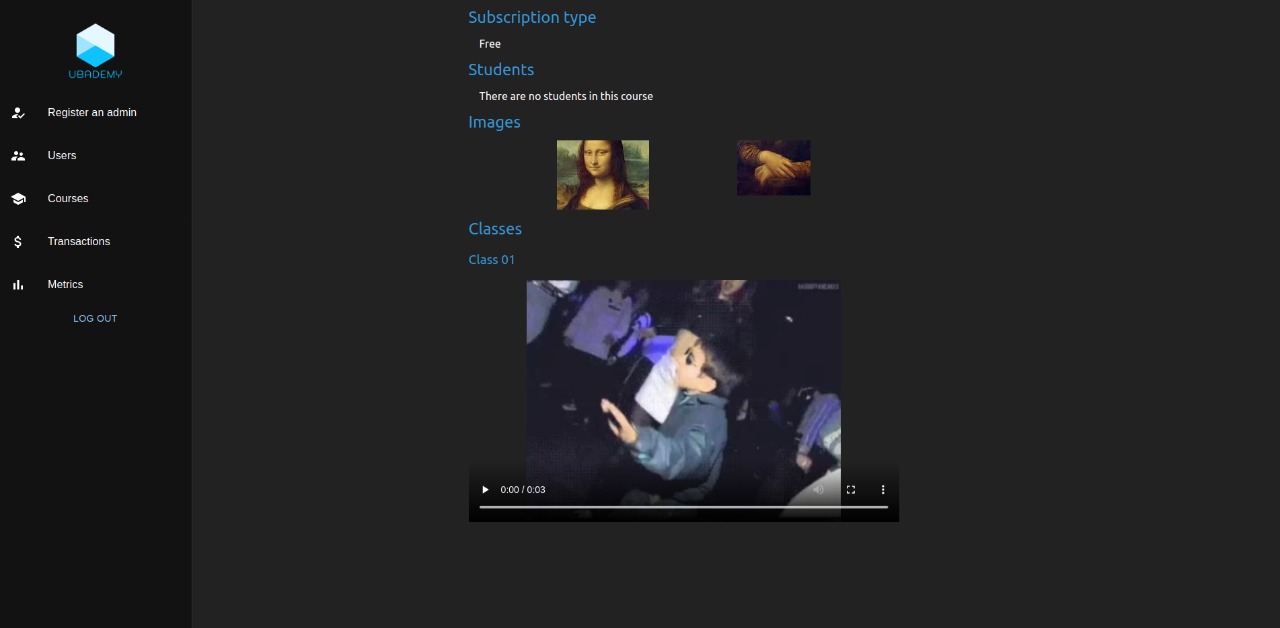 UBADEMY
Register an admin
Users
Courses
Transactions
Metrics
LOG OUT
Subscription type
Free
Students
There are no students in this course
Images
Classes
Class 01
0:00 / 0:03